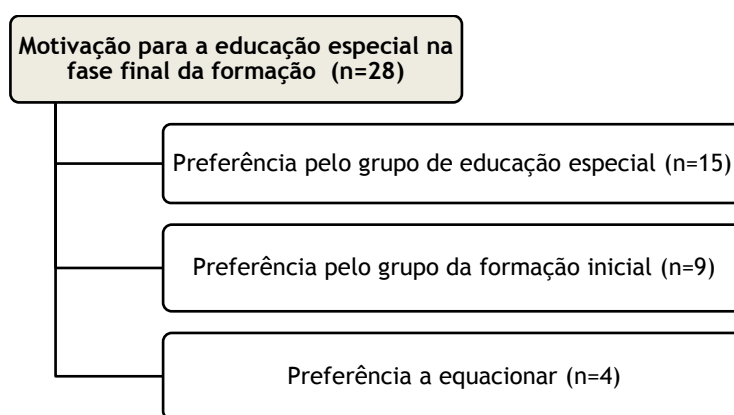 Motivação para a educação especial na
fase final da formação (n=28)
Preferência pelo grupo de educação especial (n=15)
Preferência pelo grupo da formação inicial (n=9)
Preferência a equacionar (n=4)